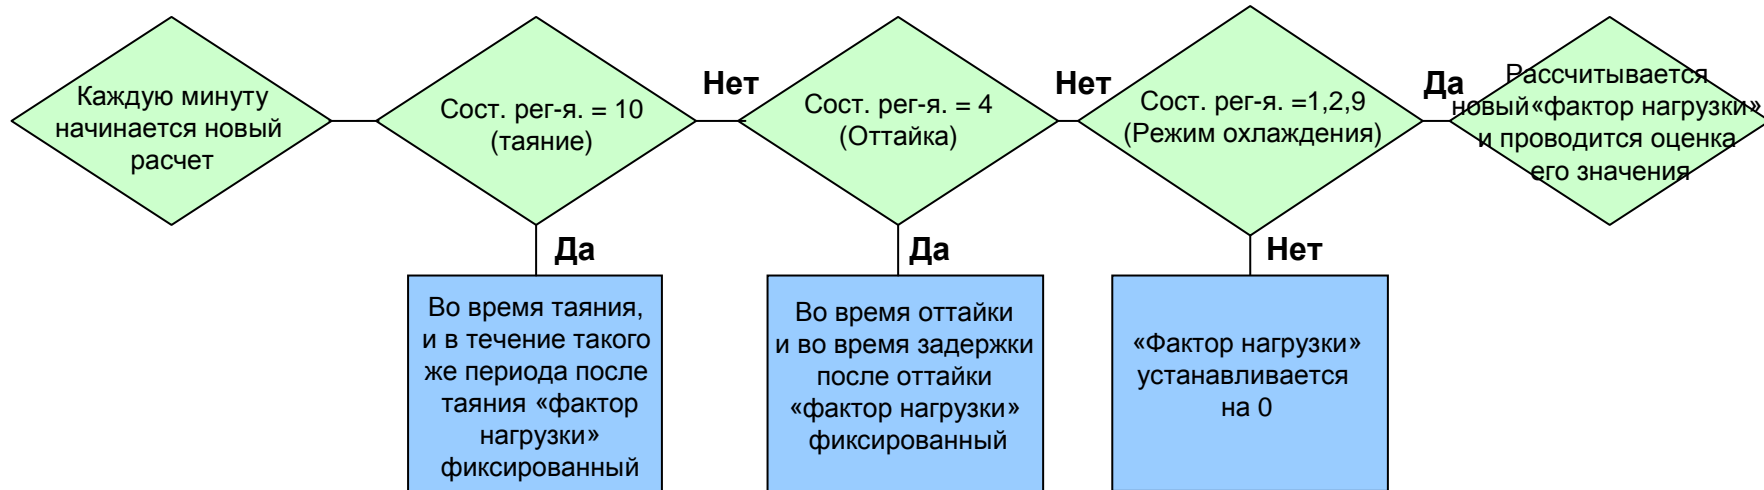 Каждую минуту
начинается новый
расчет
Сост. рег-я. = 10
(таяние)
Нет
Сост. рег-я. = 4
(Оттайка)
Нет
Сост. рег-я. =1,2,9
(Режим охлаждения)
Да
Рассчитывается
новый«фактор нагрузки»
и проводится оценка
его значения
Да
Во время таяния,
и в течение такого
же периода после
таяния «фактор
нагрузки»
фиксированный
Да
Во время оттайки
и во время задержки
после оттайки
«фактор нагрузки»
фиксированный
Нет
«Фактор нагрузки»
устанавливается
на 0